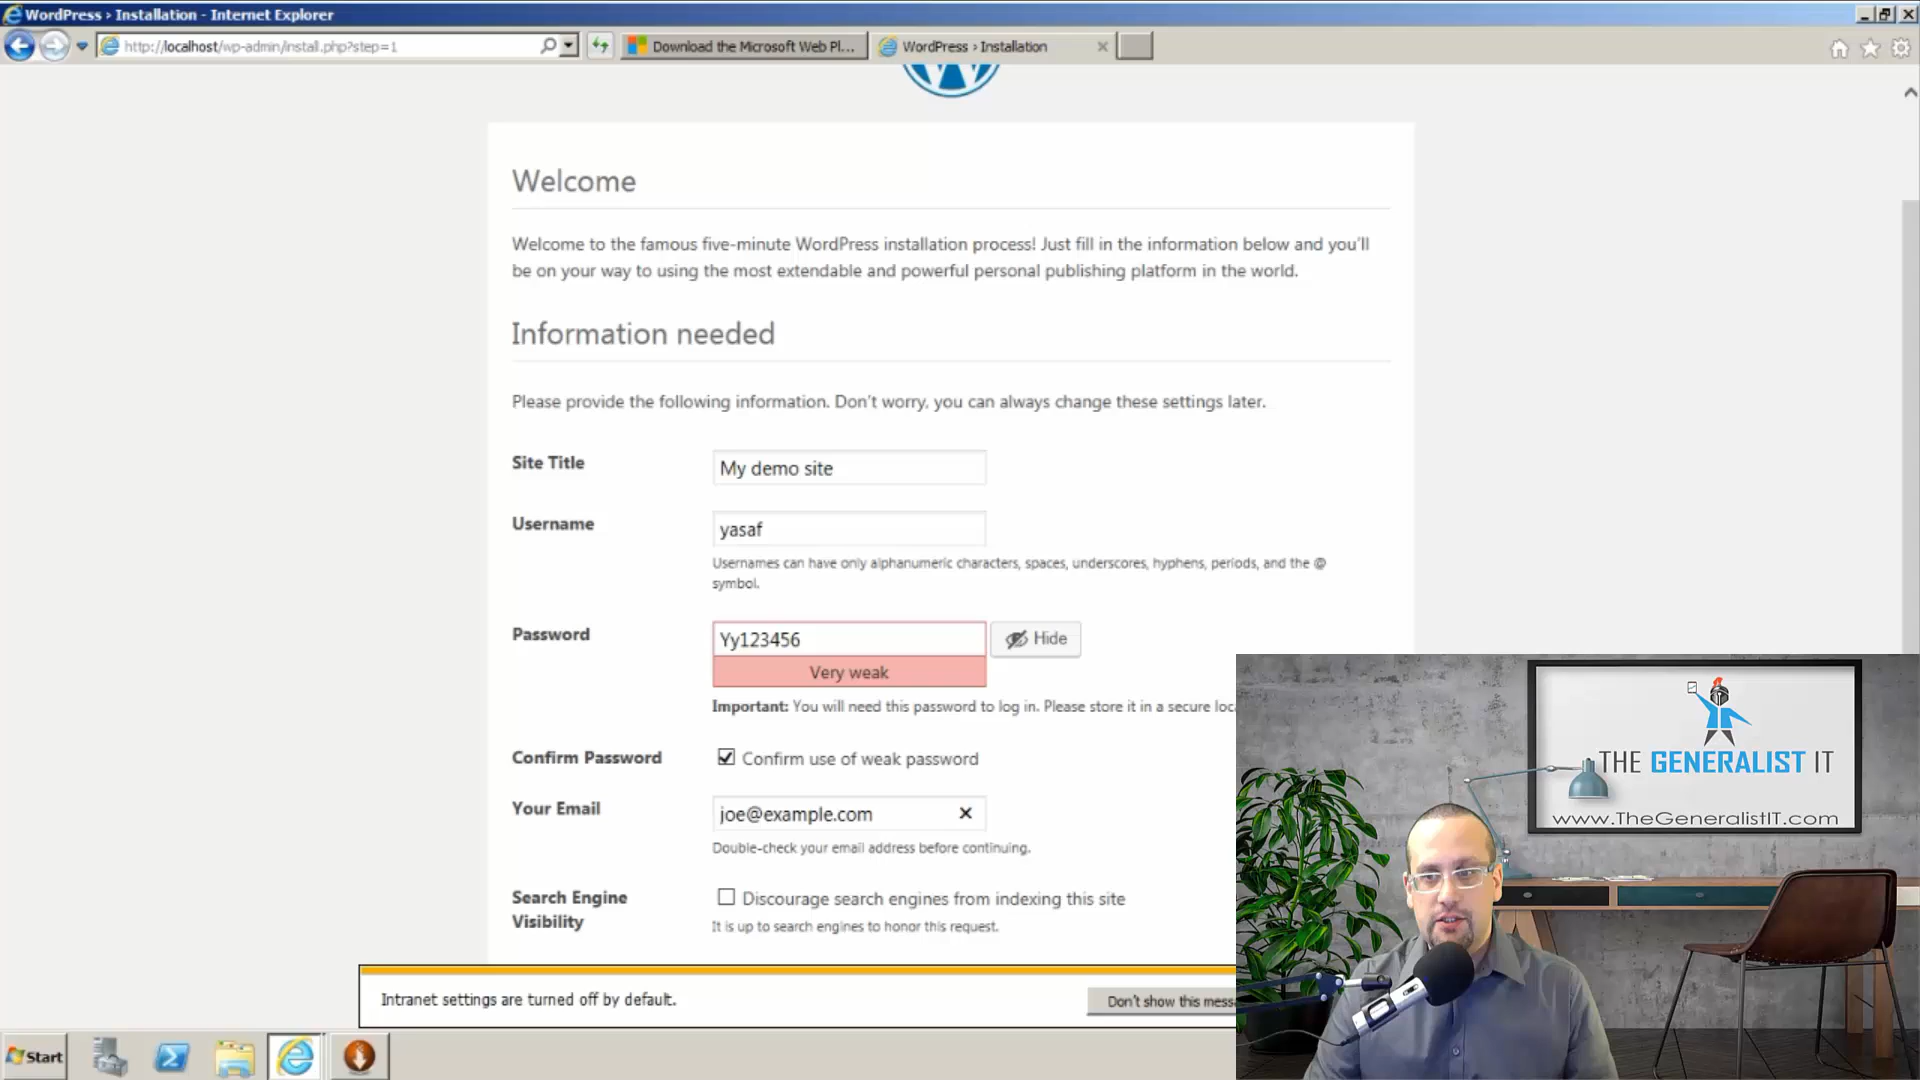 WordPress › Installation - Internet Explorer
http://localhost/wp-admin/install.php?step=1
Download the Microsoft Web Pl...
WordPress › Installation
Welcome
Welcome to the famous five-minute WordPress installation process! Just fill in the information below and you'll
be on your way to using the most extendable and powerful personal publishing platform in the world.
Information needed
Please provide the following information. Don't worry, you can always change these settings later.
Site Title
My demo site
Username
yasaf
Usernames can have only alphanumeric characters, spaces, underscores, hyphens, periods, and the @
symbol.
Password
Yy123456
Hide
Very weak
Important: You will need this password to log in. Please store it in a secure loc
Confirm Password
Confirm use of weak password
Your Email
joe@example.com
Double-check your email address before continuing.
Search Engine
Visibility
Discourage search engines from indexing this site
It is up to search engines to honor this request.
Intranet settings are turned off by default.
Don't show this mess
Start
THE GENERALIST IT
www.TheGeneralistIT.com